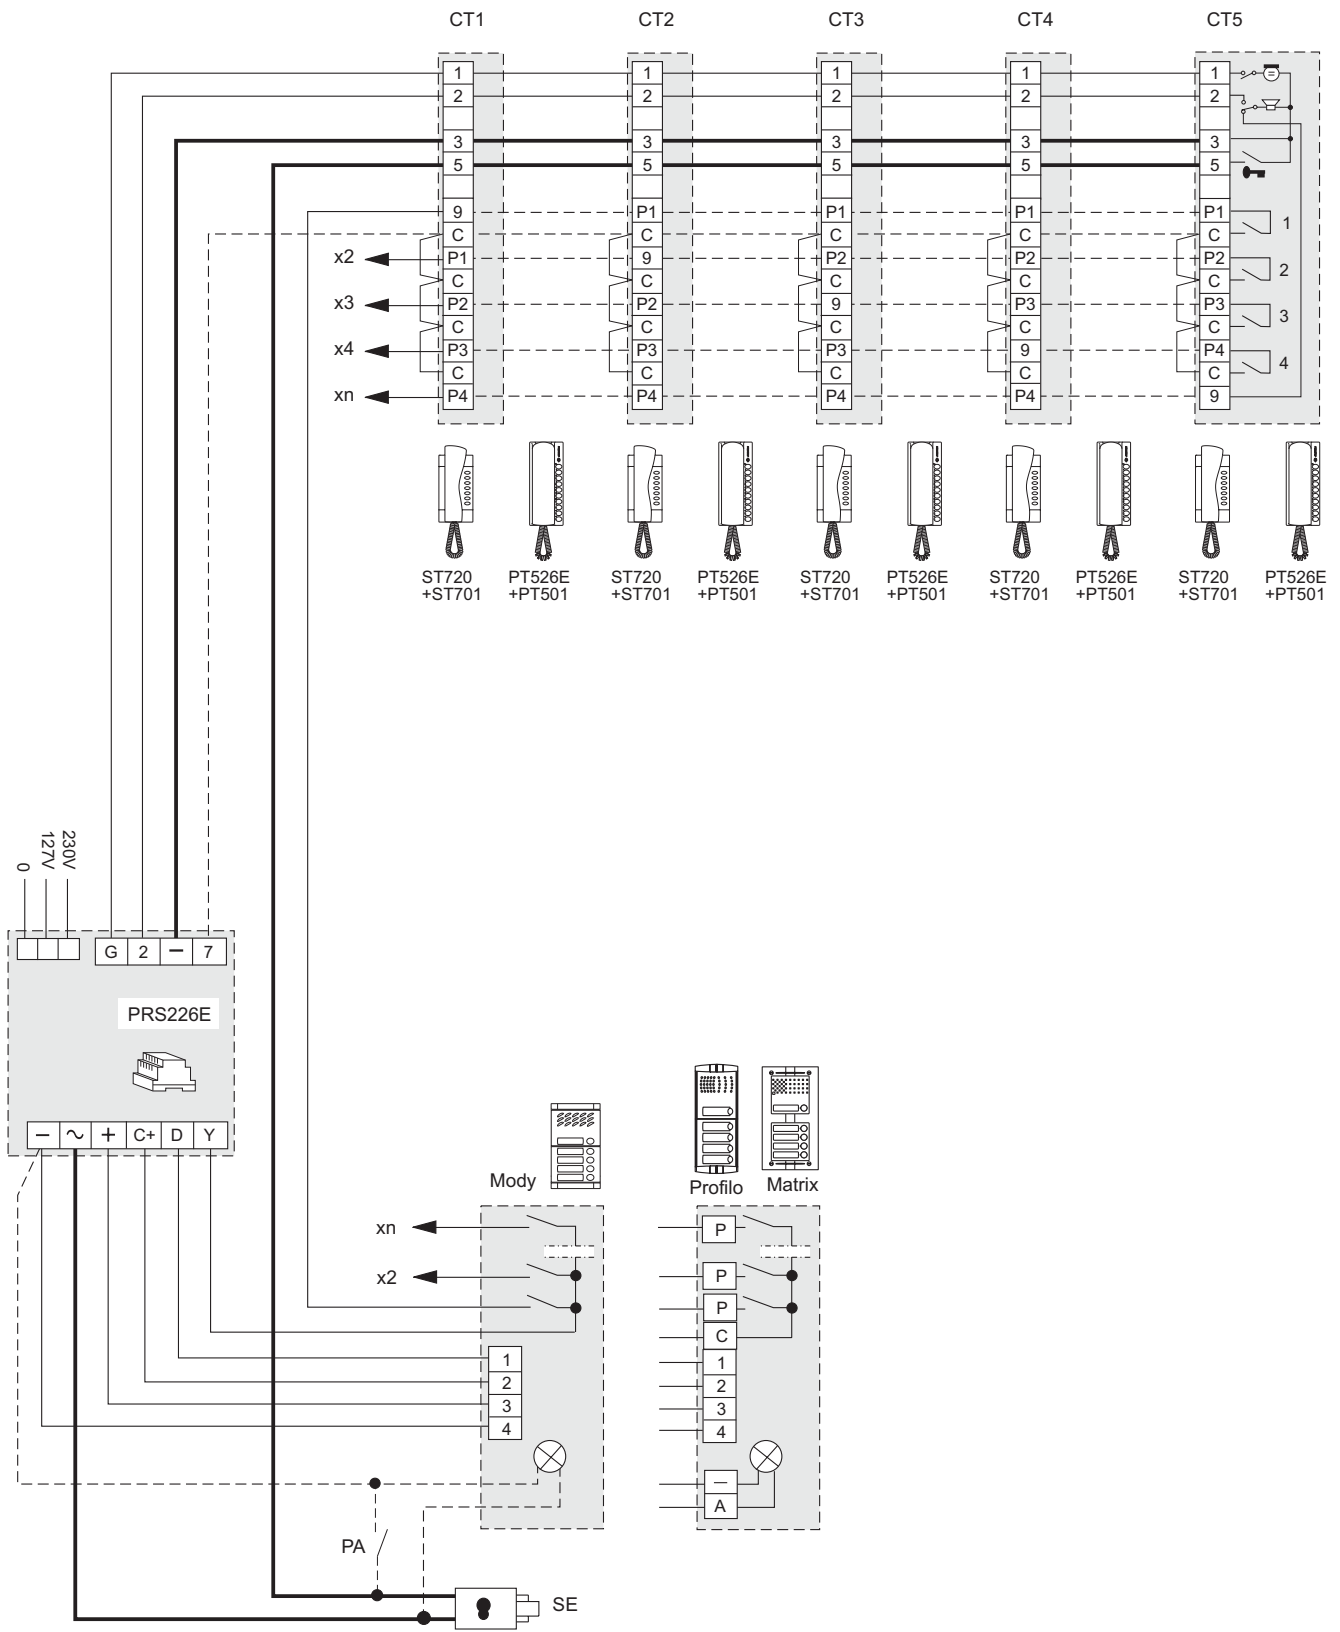 CT1 CT2 CT3 CT4 CT5
1 1 1 1 1
2 2 2 2 2
3 3 3 3 3
5 5 5 5 5
9 P1 P1 P1 P1 1
C C C C C
x2 P1 9 P2 P2 P2 2
C C C C C
x3 P2 P2 9 P3 P3 3
C C C C C
x4 P3 P3 P3 9 P4 4
C C C C C
xn P4 P4 P4 P4 9
ST720 PT526E ST720 PT526E ST720 PT526E ST720 PT526E ST720 PT526E
+ST701 +PT501 +ST701 +PT501 +ST701 +PT501 +ST701 +PT501 +ST701 +PT501
0 127V 230V
G 2 – 7
PRS226E
– ~ + C+ D Y
Mody Profilo Matrix
xn P
x2 P
P
C
1 1
2 2
3 3
4 4
—
A
PA
SE